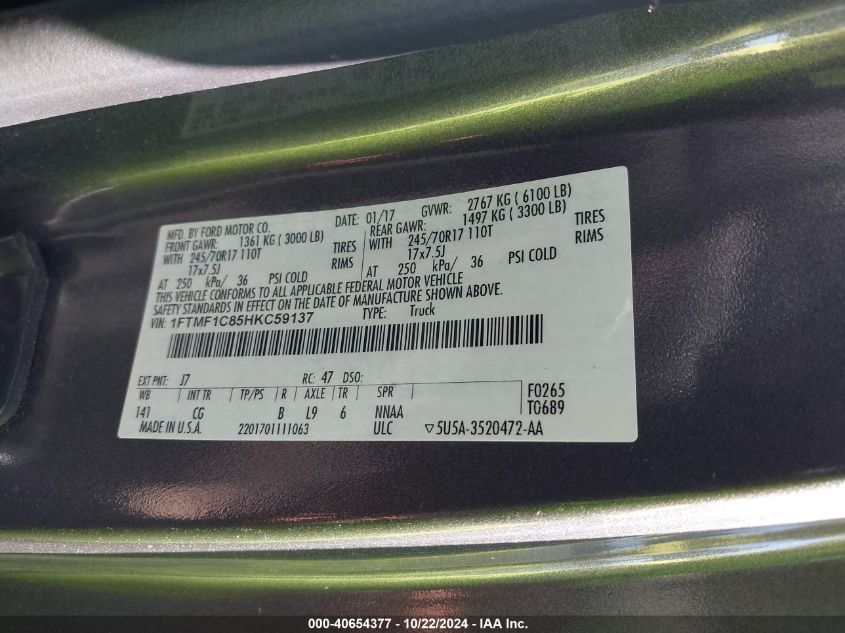 MFD. BY FORD MOTOR CO. DATE: 01/17 GVWR: 2767 KG ( 6100 LB)
FRONT GAWR: 1361 KG ( 3000 LB) REAR GAWR: 1497 KG ( 3300 LB)
WITH 245/70R17 110T TIRES WITH 245/70R17 110T TIRES
17x7.5J RIMS 17x7.5J RIMS
AT 250 kPa/ 36 PSI COLD AT 250 kPa/ 36 PSI COLD
THIS VEHICLE CONFORMS TO ALL APPLICABLE FEDERAL MOTOR VEHICLE
SAFETY STANDARDS IN EFFECT ON THE DATE OF MANUFACTURE SHOWN ABOVE.
VIN: 1FTMF1C85HKC59137 TYPE: Truck
EXT PNT: J7 RC: 47 DSO:
WB INT TR TP/PS R AXLE TR SPR F0265
141 CG B L9 6 NNAA T0689
MADE IN U.S.A. 2201701111063 ULC ▽5U5A-3520472-AA
000-40654377 - 10/22/2024 - 000-349327121